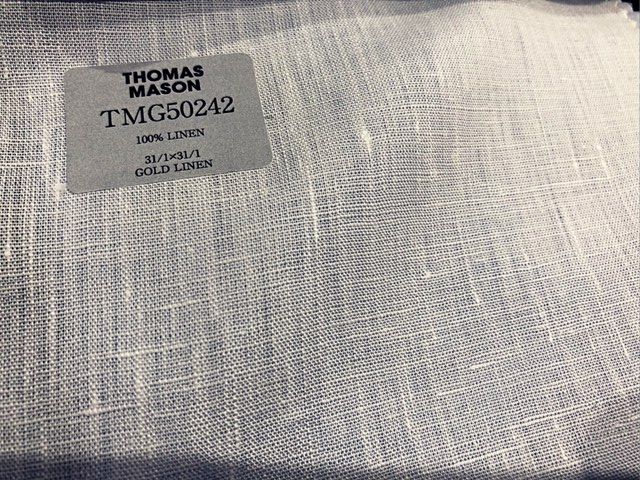 THOMAS
MASON
TMG50242
100% LINEN
31/1×31/1
GOLD LINEN